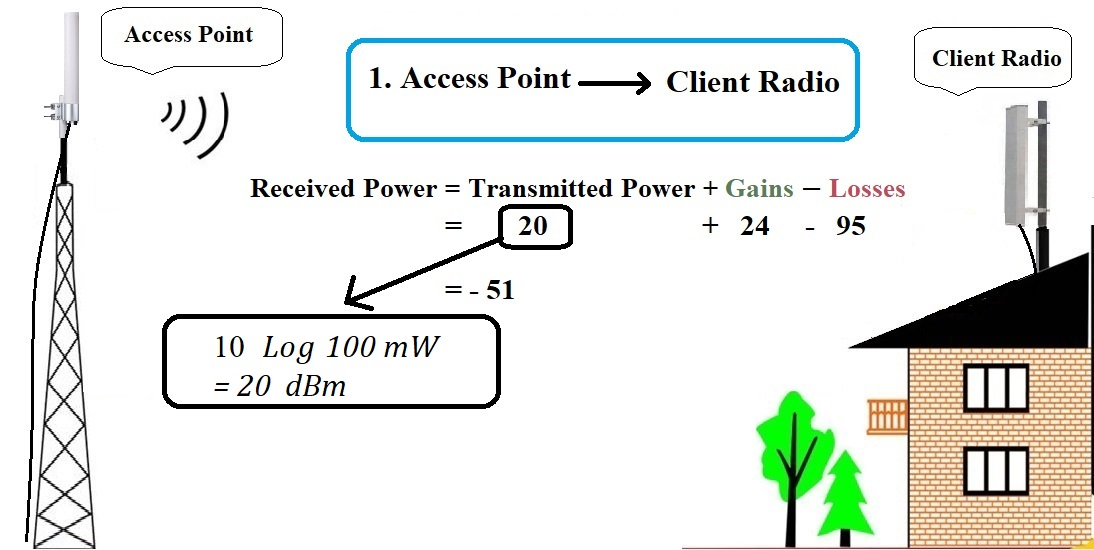 Access Point
Client Radio
1. Access Point ⟶ Client Radio
Received Power = Transmitted Power + Gains – Losses
= 20 + 24 - 95
= - 51
10 Log 100 mW
= 20 dBm